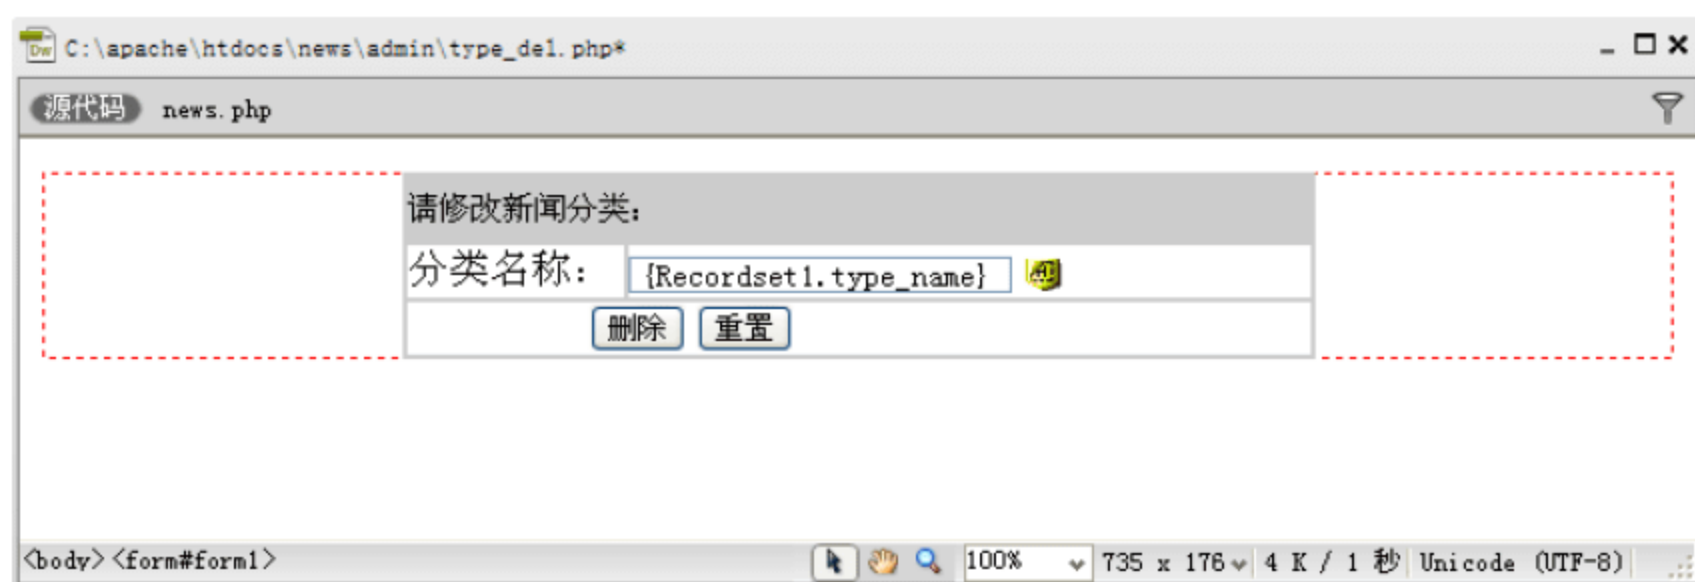 C:\apache\htdocs\news\admin\type_del.php*
源代码 news.php
请修改新闻分类：
分类名称： {Recordset1.type_name}
删除 重置
<body> <form#form1> 100% 735 x 176 4 K / 1 秒 Unicode (UTF-8)